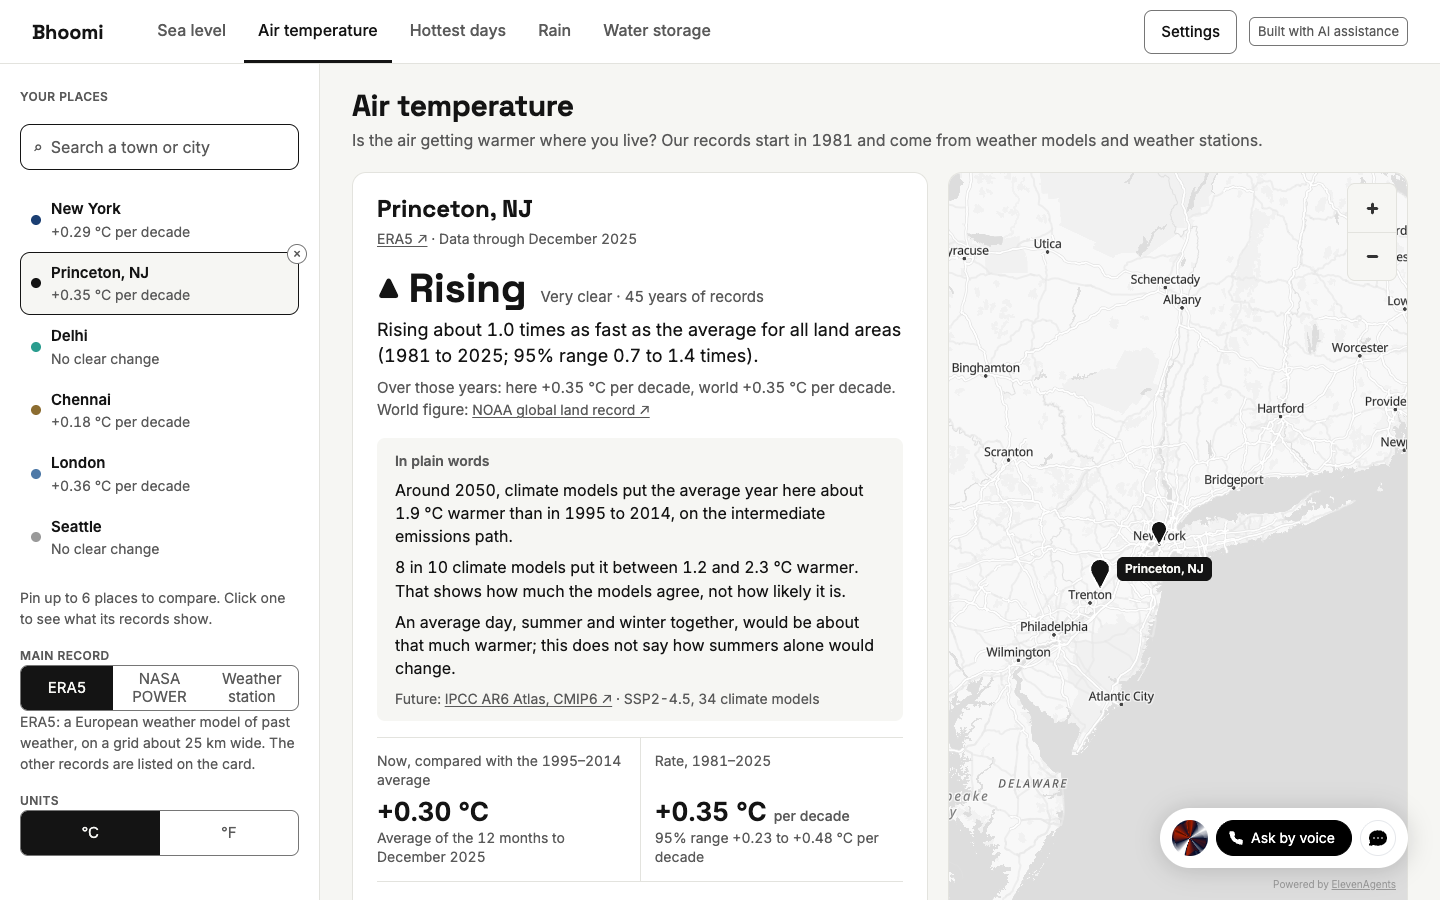 Bhoomi
Sea level
Air temperature
Hottest days
Rain
Water storage
Settings
Built with AI assistance
YOUR PLACES
Search a town or city
New York
+0.29 °C per decade
Princeton, NJ
+0.35 °C per decade
Delhi
No clear change
Chennai
+0.18 °C per decade
London
+0.36 °C per decade
Seattle
No clear change
Pin up to 6 places to compare. Click one
to see what its records show.
MAIN RECORD
ERA5
NASA
POWER
Weather
station
ERA5: a European weather model of past
weather, on a grid about 25 km wide. The
other records are listed on the card.
UNITS
°C
°F
Air temperature
Is the air getting warmer where you live? Our records start in 1981 and come from weather models and weather stations.
Princeton, NJ
ERA5 ↗ · Data through December 2025
▲ Rising Very clear · 45 years of records
Rising about 1.0 times as fast as the average for all land areas
(1981 to 2025; 95% range 0.7 to 1.4 times).
Over those years: here +0.35 °C per decade, world +0.35 °C per decade.
World figure: NOAA global land record ↗
In plain words
Around 2050, climate models put the average year here about
1.9 °C warmer than in 1995 to 2014, on the intermediate
emissions path.
8 in 10 climate models put it between 1.2 and 2.3 °C warmer.
That shows how much the models agree, not how likely it is.
An average day, summer and winter together, would be about
that much warmer; this does not say how summers alone would
change.
Future: IPCC AR6 Atlas, CMIP6 ↗ · SSP2-4.5, 34 climate models
Now, compared with the 1995–2014
average
+0.30 °C
Average of the 12 months to
December 2025
Rate, 1981–2025
+0.35 °C per decade
95% range +0.23 to +0.48 °C per
decade
+
−
rd
es
yracuse
Utica
Schenectady
Albany
Low
Worcester
Binghamton
Provide
Hartford
New
Scranton
Bridgeport
New York
Princeton, NJ
Trenton
Philadelphia
Wilmington
Atlantic City
DELAWARE
peake
y
Ask by voice
Powered by ElevenAgents